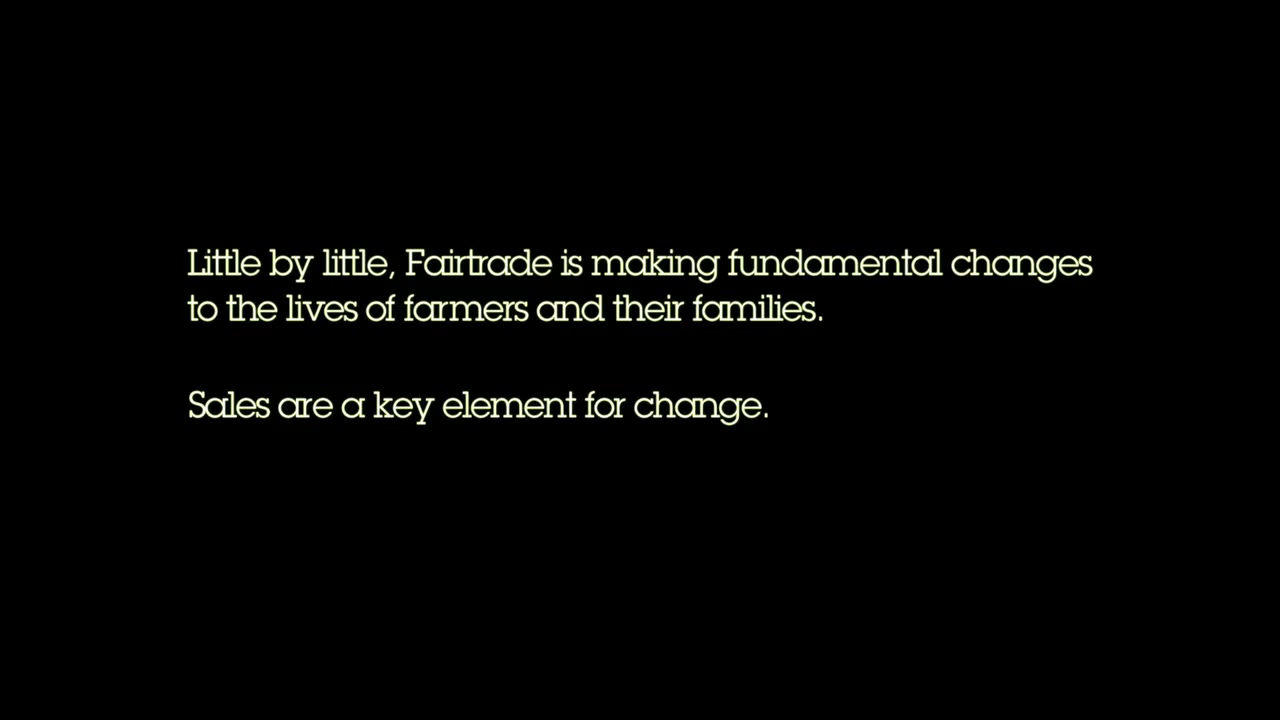 Little by little, Fairtrade is making fundamental changes
to the lives of farmers and their families.
Sales are a key element for change.